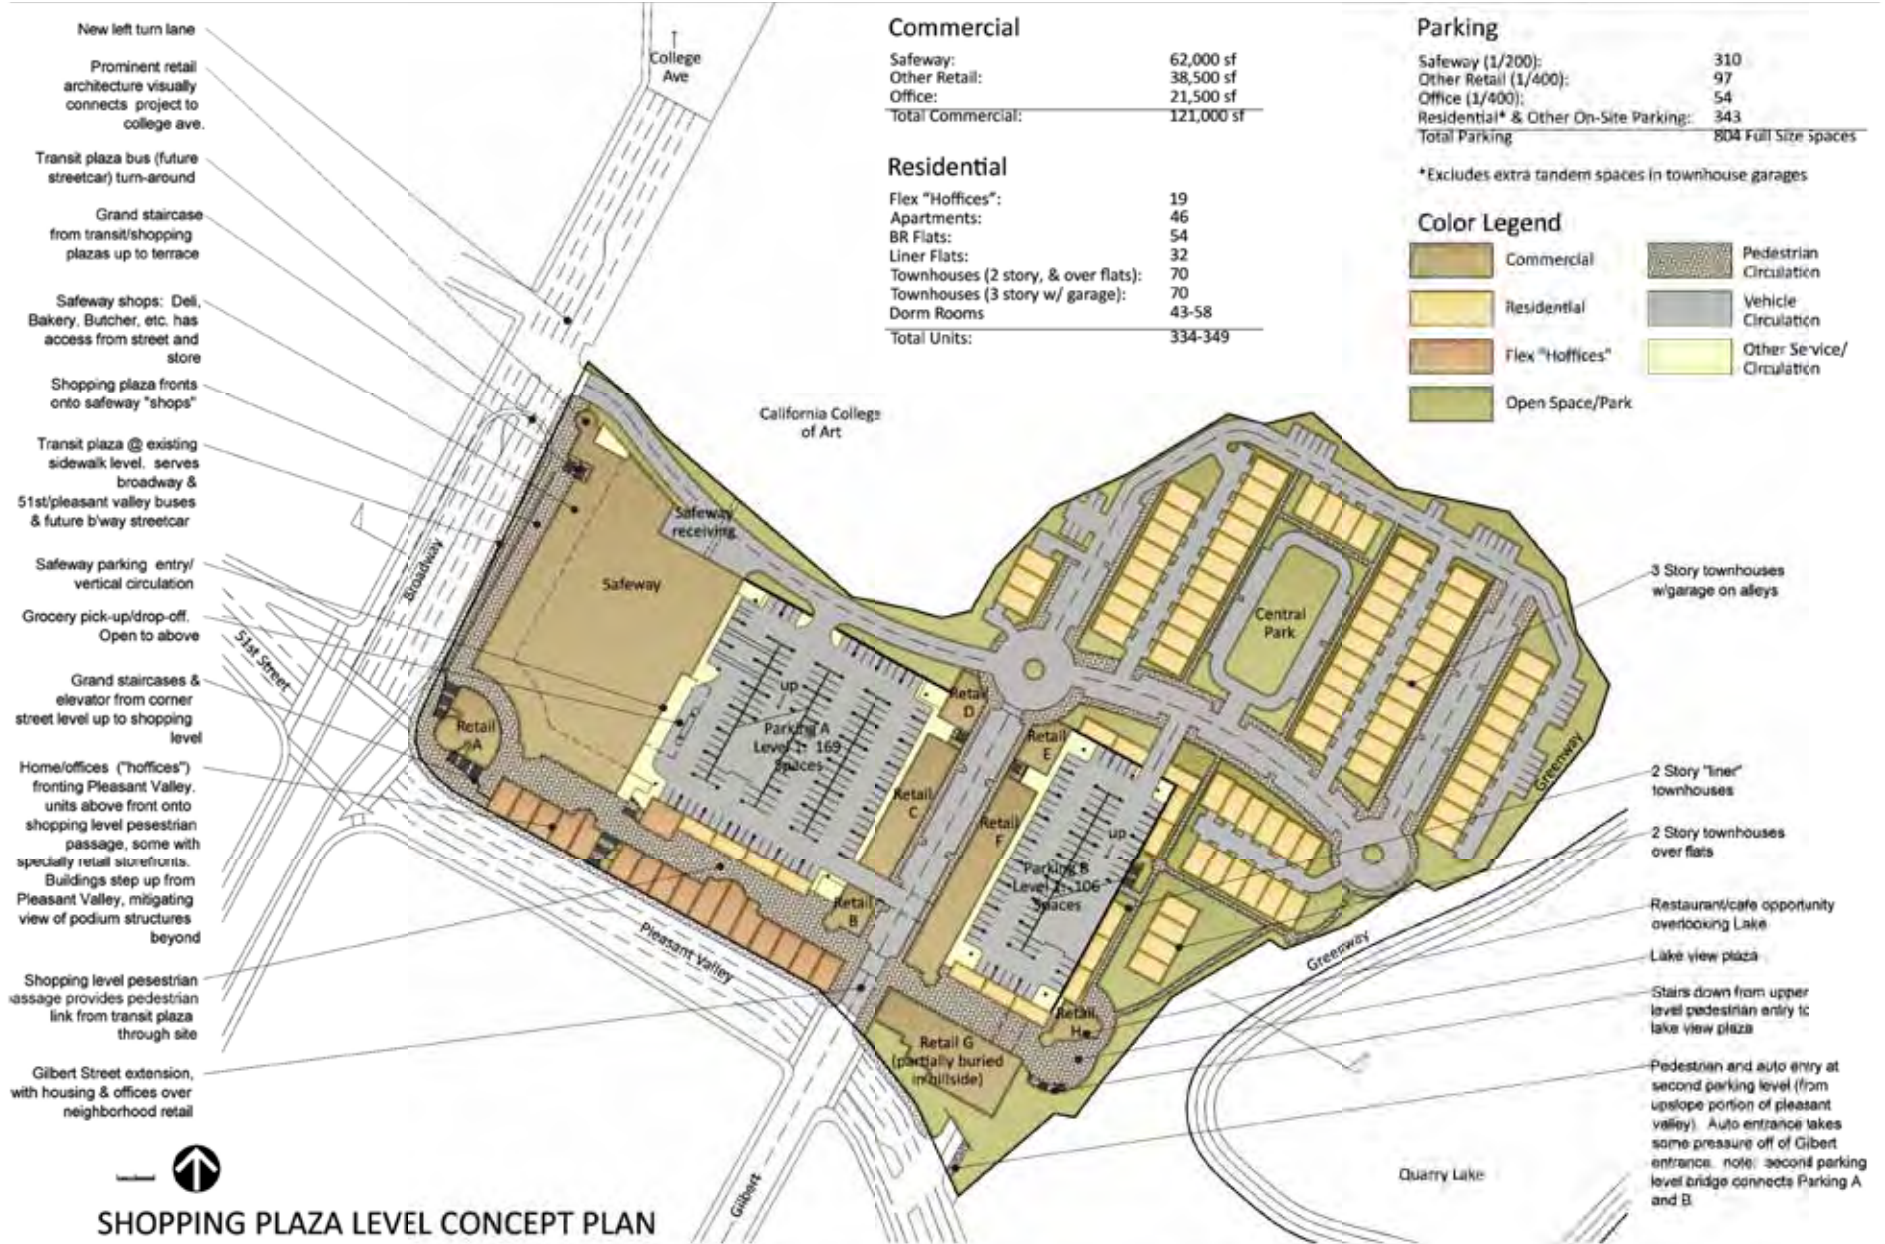 New left turn lane
Prominent retail
architecture visually
connects project to
college ave.
Transit plaza bus (future
streetcar) turn-around
Grand staircase
from transit/shopping
plazas up to terrace
Safeway shops: Deli,
Bakery, Butcher, etc. has
access from street and
store
Shopping plaza fronts
onto safeway "shops"
Transit plaza @ existing
sidewalk level. serves
broadway &
51st/pleasant valley buses
& future b'way streetcar
Safeway parking entry/
vertical circulation
Grocery pick-up/drop-off.
Open to above
Grand staircases &
elevator from corner
street level up to shopping
level
Home/offices ("hoffices")
fronting Pleasant Valley.
units above front onto
shopping level pesestrian
passage, some with
specially retail storefronts.
Buildings step up from
Pleasant Valley, mitigating
view of podium structures
beyond
Shopping level pesestrian
passage provides pedestrian
link from transit plaza
through site
Gilbert Street extension,
with housing & offices over
neighborhood retail
SHOPPING PLAZA LEVEL CONCEPT PLAN
College
Ave
Commercial
Safeway: 62,000 sf
Other Retail: 38,500 sf
Office: 21,500 sf
Total Commercial: 121,000 sf
Residential
Flex "Hoffices": 19
Apartments: 46
BR Flats: 54
Liner Flats: 32
Townhouses (2 story, & over flats): 70
Townhouses (3 story w/ garage): 70
Dorm Rooms 43-58
Total Units: 334-349
Parking
Safeway (1/200): 310
Other Retail (1/400): 97
Office (1/400): 54
Residential* & Other On-Site Parking: 343
Total Parking 804 Full Size Spaces
*Excludes extra tandem spaces in townhouse garages
Color Legend
Commercial
Residential
Flex "Hoffices"
Open Space/Park
Pedestrian
Circulation
Vehicle
Circulation
Other Service/
Circulation
California College
of Art
Broadway
51st Street
Safeway
receiving
Safeway
Retail
A
up
Parking A
Level 1: 169
Spaces
Retail
D
Retail
E
Retail
C
Retail
F
Retail
B
up
Parking B
Level 1: 106
Spaces
Retail
H
Retail G
(partially buried
in hillside)
Central
Park
Greenway
Greenway
Pleasant Valley
Gilbert
Quarry Lake
3 Story townhouses
w/garage on alleys
2 Story "liner"
townhouses
2 Story townhouses
over flats
Restaurant/cafe opportunity
overlooking Lake
Lake view plaza
Stairs down from upper
level pedestrian entry to
lake view plaza
Pedestrian and auto entry at
second parking level (from
upslope portion of pleasant
valley). Auto entrance takes
some pressure off of Gilbert
entrance. note: second parking
level bridge connects Parking A
and B.